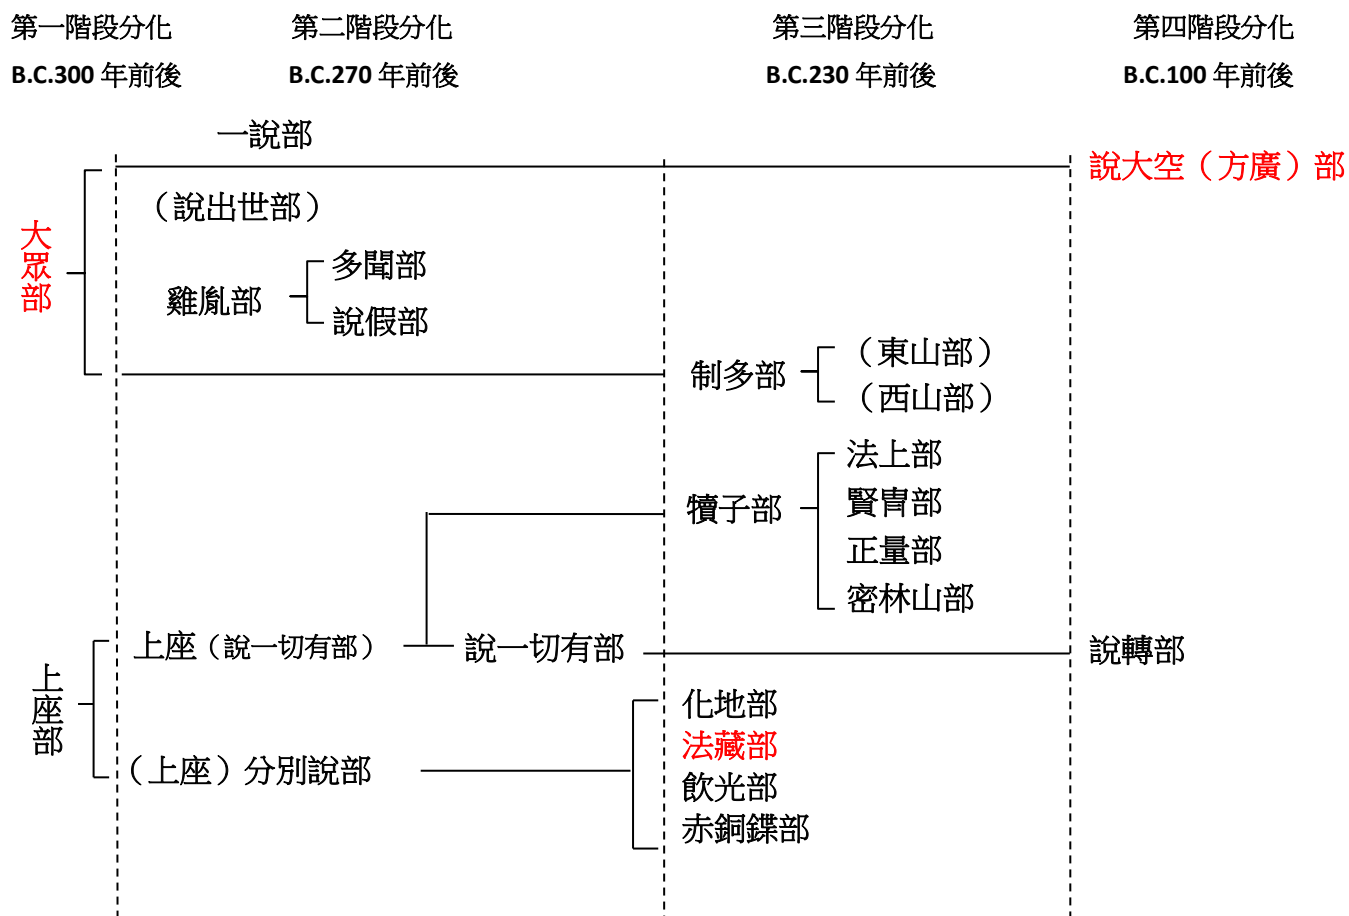 第一階段分化
第二階段分化
第三階段分化
第四階段分化
B.C.300 年前後
B.C.270 年前後
B.C.230 年前後
B.C.100 年前後
一說部
說大空（方廣）部
（說出世部）
大眾部
多聞部
雞胤部
說假部
（東山部）
制多部
（西山部）
法上部
賢冑部
犢子部
正量部
密林山部
上座（說一切有部）
說一切有部
說轉部
上座部
化地部
法藏部
（上座）分別說部
飲光部
赤銅鍱部